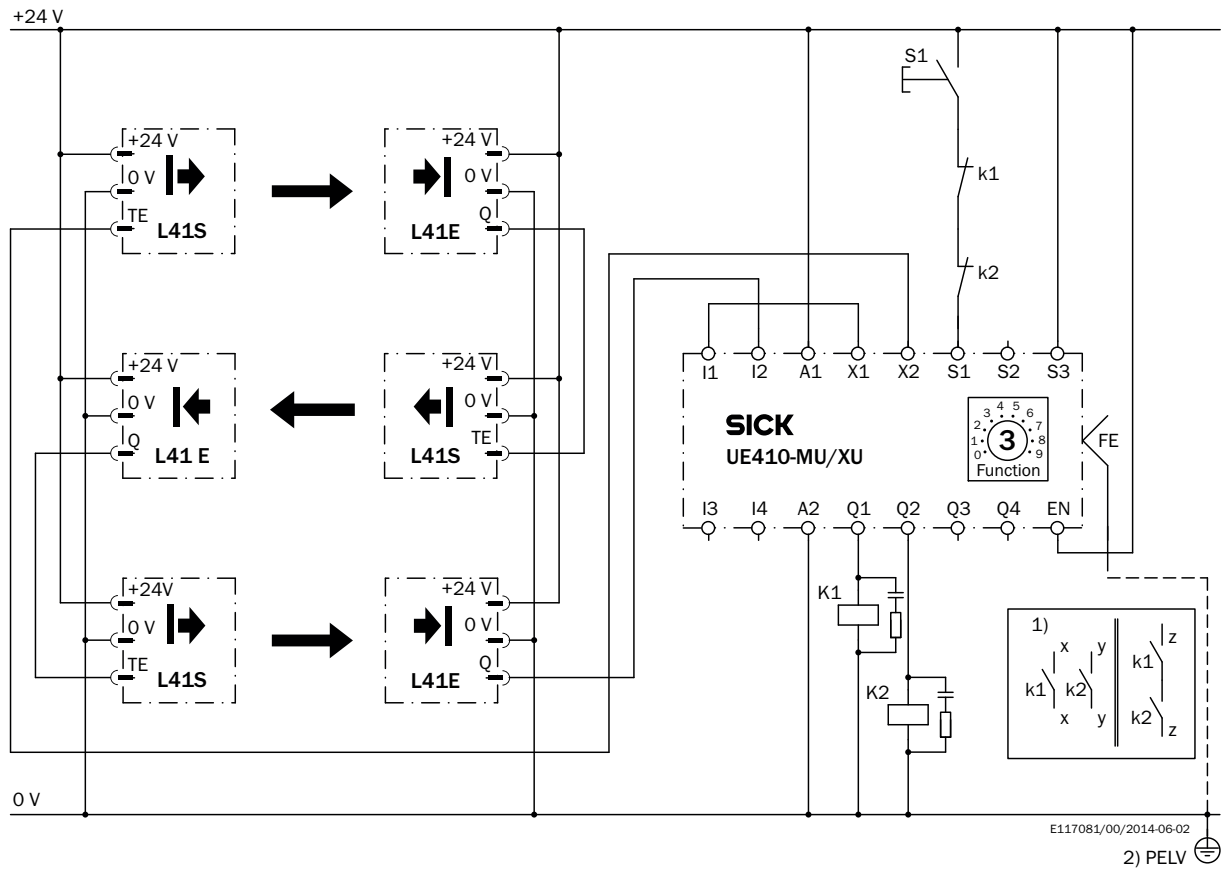 +24 V
S1
+24 V
0 V
TE
L41S
+24 V
0 V
Q
L41E
k1
k2
+24 V
0 V
Q
L41 E
+24 V
0 V
TE
L41S
I1 I2 A1 X1 X2 S1 S2 S3
SICK
UE410-MU/XU
0 1 2 3 4 5 6 7 8 9
3
Function
FE
I3 I4 A2 Q1 Q2 Q3 Q4 EN
+24V
0 V
TE
L41S
+24 V
0 V
Q
L41E
K1
K2
1)
x y z
k1 k2 k1
x y k2 z
0 V
E117081/00/2014-06-02
2) PELV